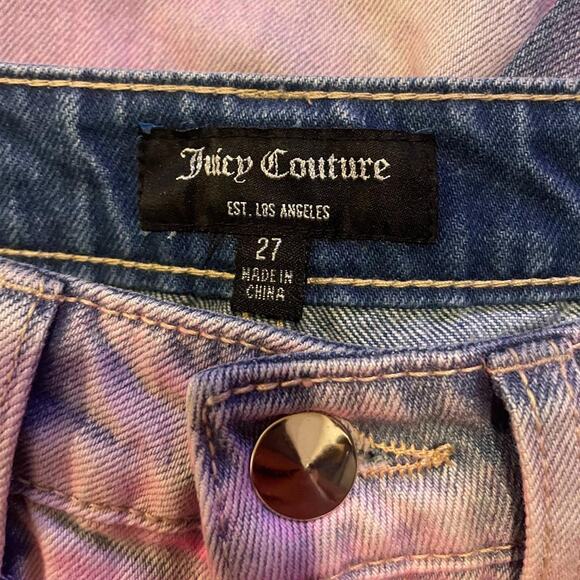 Juicy Couture
EST. LOS ANGELES
27
MADE IN
CHINA